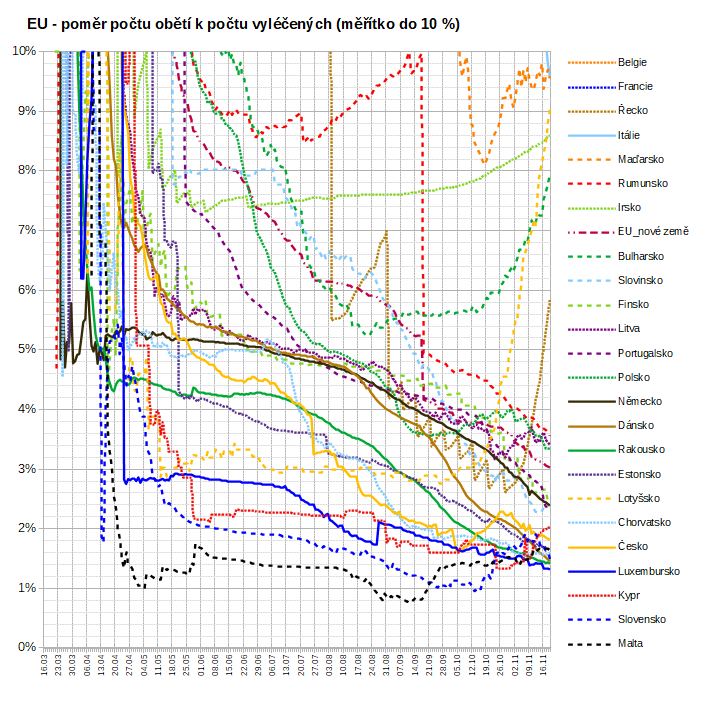 EU - poměr počtu obětí k počtu vyléčených (měřítko do 10 %)
10%
9%
8%
7%
6%
5%
4%
3%
2%
1%
0%
16.03
23.03
30.03
06.04
13.04
20.04
27.04
04.05
11.05
18.05
25.05
01.06
08.06
15.06
22.06
29.06
06.07
13.07
20.07
27.07
03.08
10.08
17.08
24.08
31.08
07.09
14.09
21.09
28.09
05.10
12.10
19.10
26.10
02.11
09.11
16.11
Belgie
Francie
Řecko
Itálie
Maďarsko
Rumunsko
Irsko
EU_nové země
Bulharsko
Slovinsko
Finsko
Litva
Portugalsko
Polsko
Německo
Dánsko
Rakousko
Estonsko
Lotyšsko
Chorvatsko
Česko
Luxembursko
Kypr
Slovensko
Malta